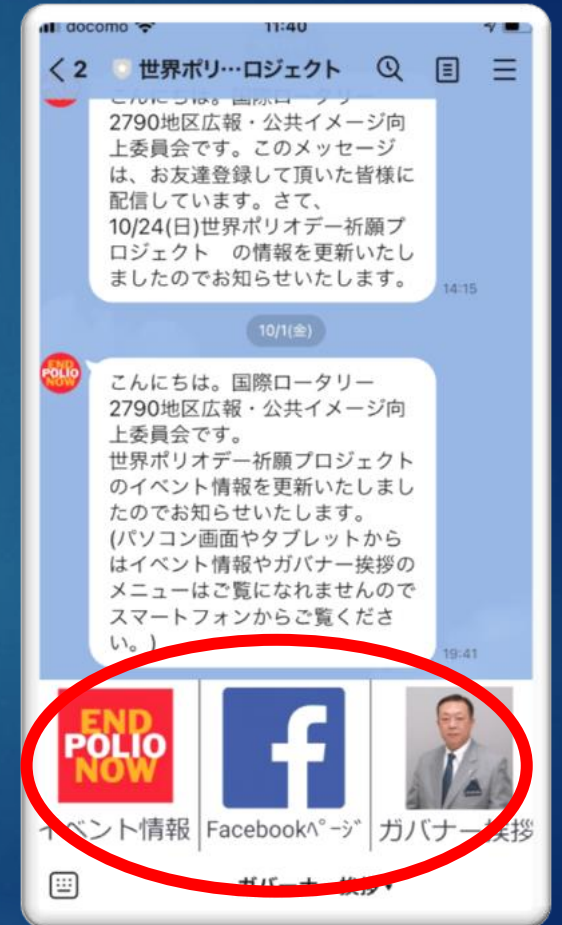 docomo 11:40
2 世界ポリ…ロジェクト
こんにちは。国際ロータリー
2790地区広報・公共イメージ向
上委員会です。このメッセージ
は、お友達登録して頂いた皆様に
配信しています。さて、
10/24(日)世界ポリオデー祈願プ
ロジェクト　の情報を更新いたし
ましたのでお知らせいたします。
14:15
10/1(金)
END
POLIO
NOW
こんにちは。国際ロータリー
2790地区広報・公共イメージ向
上委員会です。
世界ポリオデー祈願プロジェクト
のイベント情報を更新いたしまし
たのでお知らせいたします。
(パソコン画面やタブレットから
はイベント情報やガバナー挨拶の
メニューはご覧になれませんので
スマートフォンからご覧くださ
い。)
19:41
END
POLIO
NOW
f
イベント情報 Facebookﾍﾟｰｼﾞ ガバナー挨拶